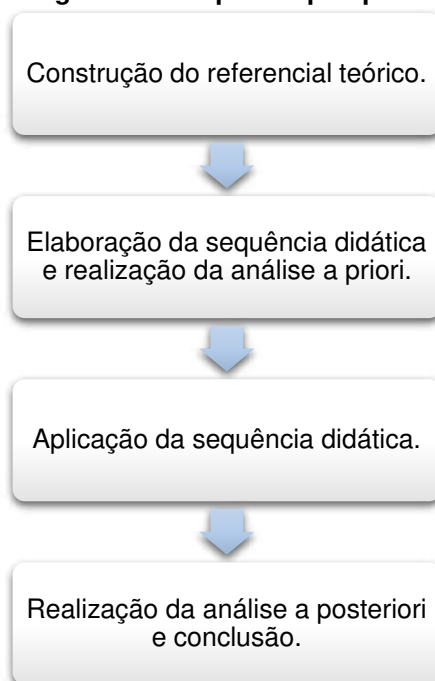 Construção do referencial teórico.
Elaboração da sequência didática
e realização da análise a priori.
Aplicação da sequência didática.
Realização da análise a posteriori
e conclusão.